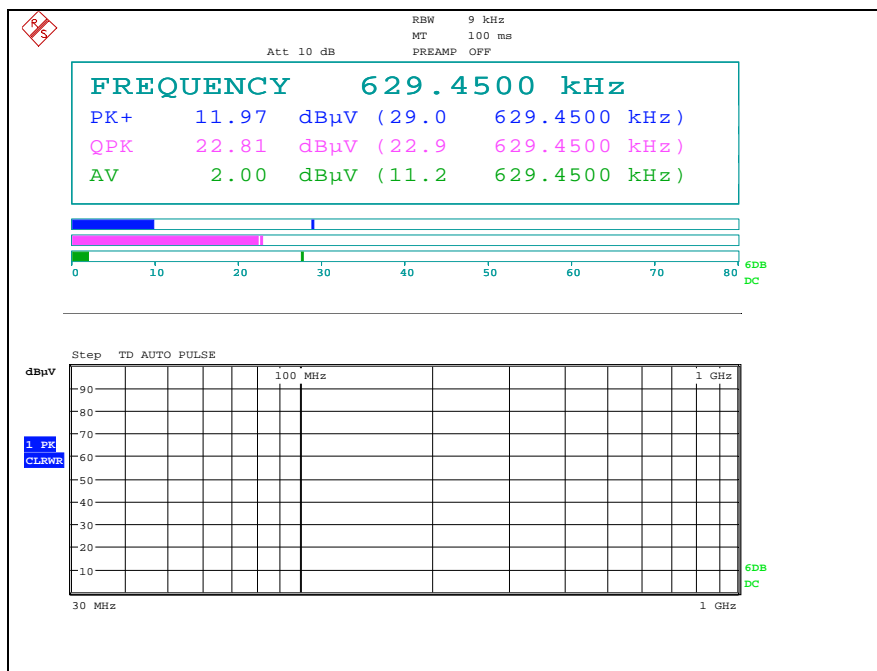 R S
RBW 9 kHz
MT 100 ms
Att 10 dB PREAMP OFF
FREQUENCY 629.4500 kHz
PK+ 11.97 dBµV (29.0 629.4500 kHz)
QPK 22.81 dBµV (22.9 629.4500 kHz)
AV 2.00 dBµV (11.2 629.4500 kHz)
0 10 20 30 40 50 60 70 80
6DB
DC
Step TD AUTO PULSE
dBµV
100 MHz 1 GHz
90
80
70
1 PK
CLRWR
60
50
40
30
20
10
6DB
DC
30 MHz 1 GHz